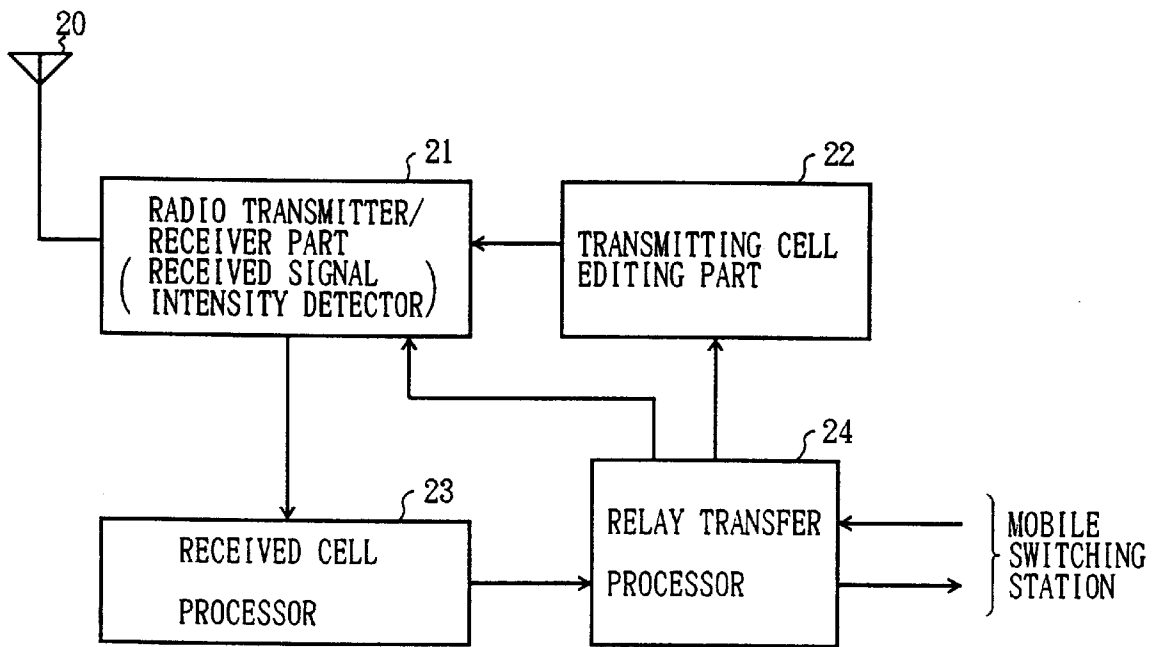 20
21
22
RADIO TRANSMITTER/
RECEIVER PART
( RECEIVED SIGNAL
INTENSITY DETECTOR )
TRANSMITTING CELL
EDITING PART
23
24
RECEIVED CELL
PROCESSOR
RELAY TRANSFER
PROCESSOR
MOBILE
SWITCHING
STATION